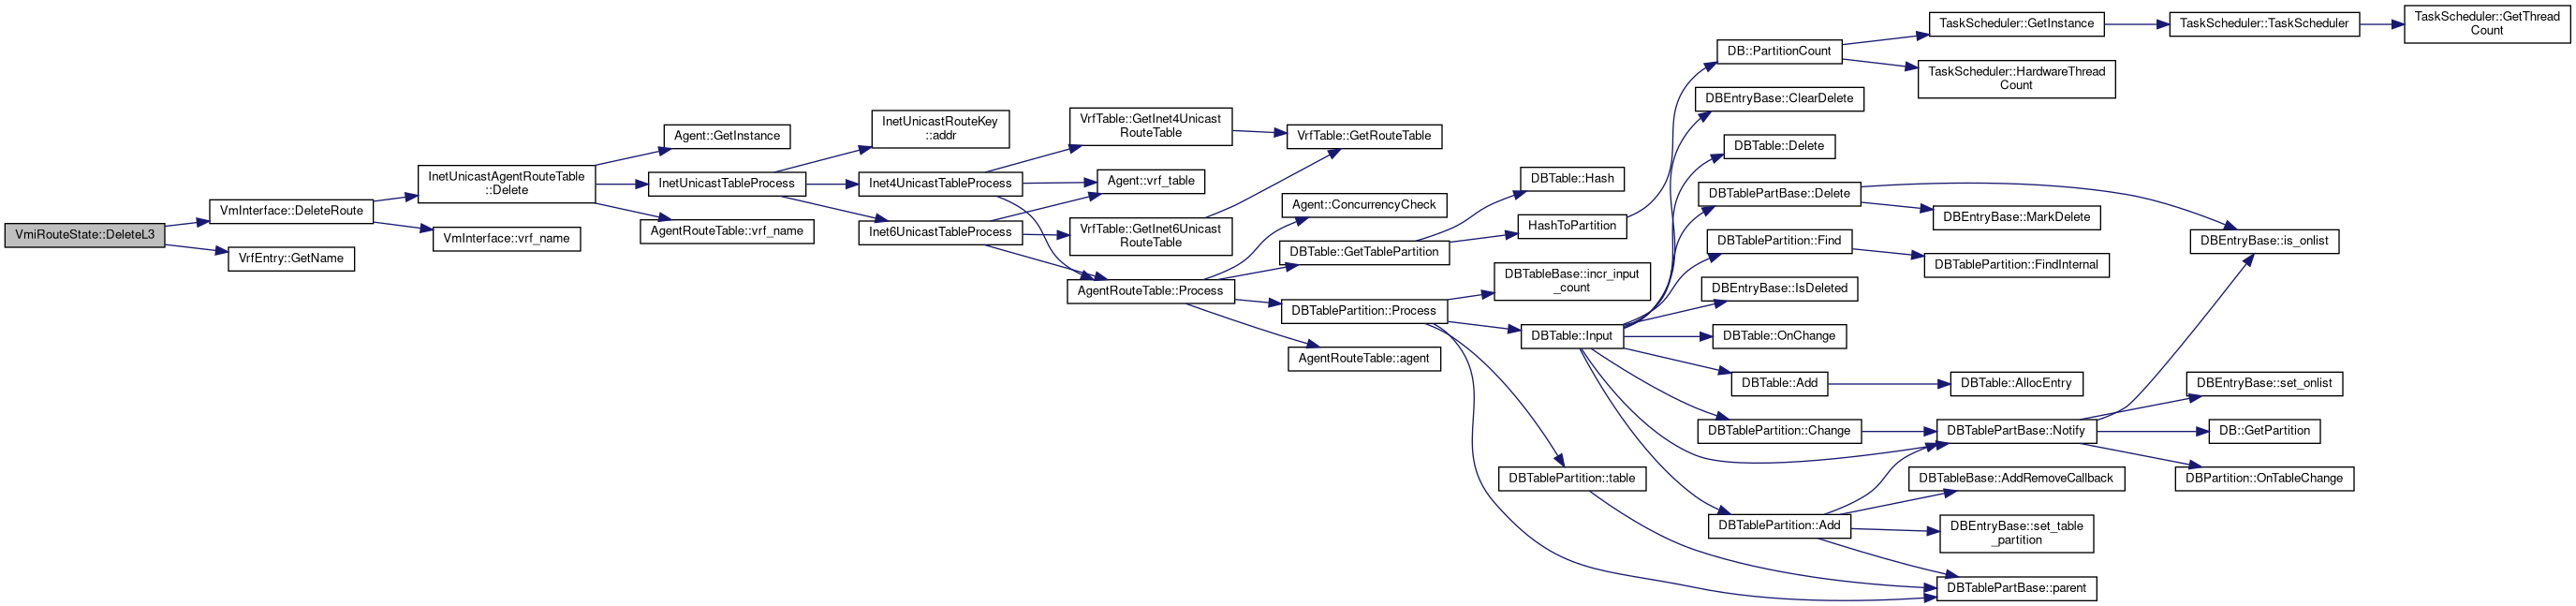 VmiRouteState::DeleteL3
VmInterface::DeleteRoute
VrfEntry::GetName
InetUnicastAgentRouteTable
::Delete
VmInterface::vrf_name
Agent::GetInstance
InetUnicastTableProcess
AgentRouteTable::vrf_name
InetUnicastRouteKey
::addr
Inet4UnicastTableProcess
Inet6UnicastTableProcess
VrfTable::GetInet4Unicast
RouteTable
Agent::vrf_table
VrfTable::GetInet6Unicast
RouteTable
AgentRouteTable::Process
VrfTable::GetRouteTable
Agent::ConcurrencyCheck
DBTable::GetTablePartition
DBTablePartition::Process
AgentRouteTable::agent
DBTable::Hash
HashToPartition
DBTableBase::incr_input
_count
DBTable::Input
DBTablePartition::table
DB::PartitionCount
DBEntryBase::ClearDelete
DBTable::Delete
DBTablePartBase::Delete
DBTablePartition::Find
DBEntryBase::IsDeleted
DBTable::OnChange
DBTable::Add
DBTablePartition::Change
DBTablePartition::Add
TaskScheduler::GetInstance
TaskScheduler::HardwareThread
Count
DBEntryBase::MarkDelete
DBTablePartition::FindInternal
DBTable::AllocEntry
DBTablePartBase::Notify
DBTableBase::AddRemoveCallback
DBEntryBase::set_table
_partition
DBTablePartBase::parent
TaskScheduler::TaskScheduler
DBEntryBase::is_onlist
DBEntryBase::set_onlist
DB::GetPartition
DBPartition::OnTableChange
TaskScheduler::GetThread
Count